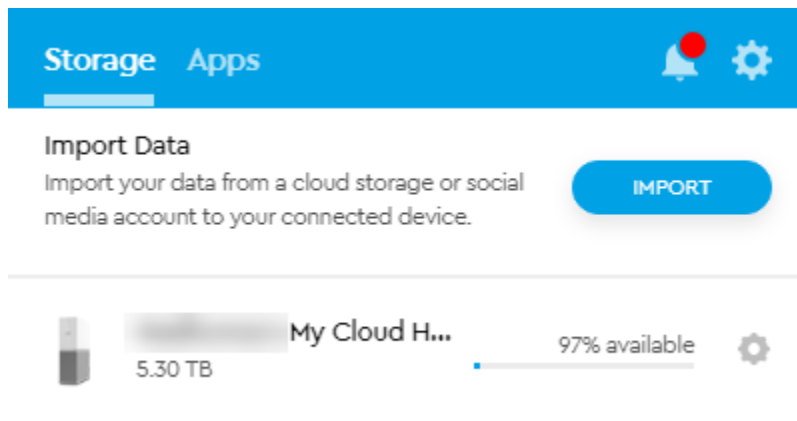 Storage Apps
Import Data
Import your data from a cloud storage or social
media account to your connected device.
IMPORT
My Cloud H...
5.30 TB
97% available